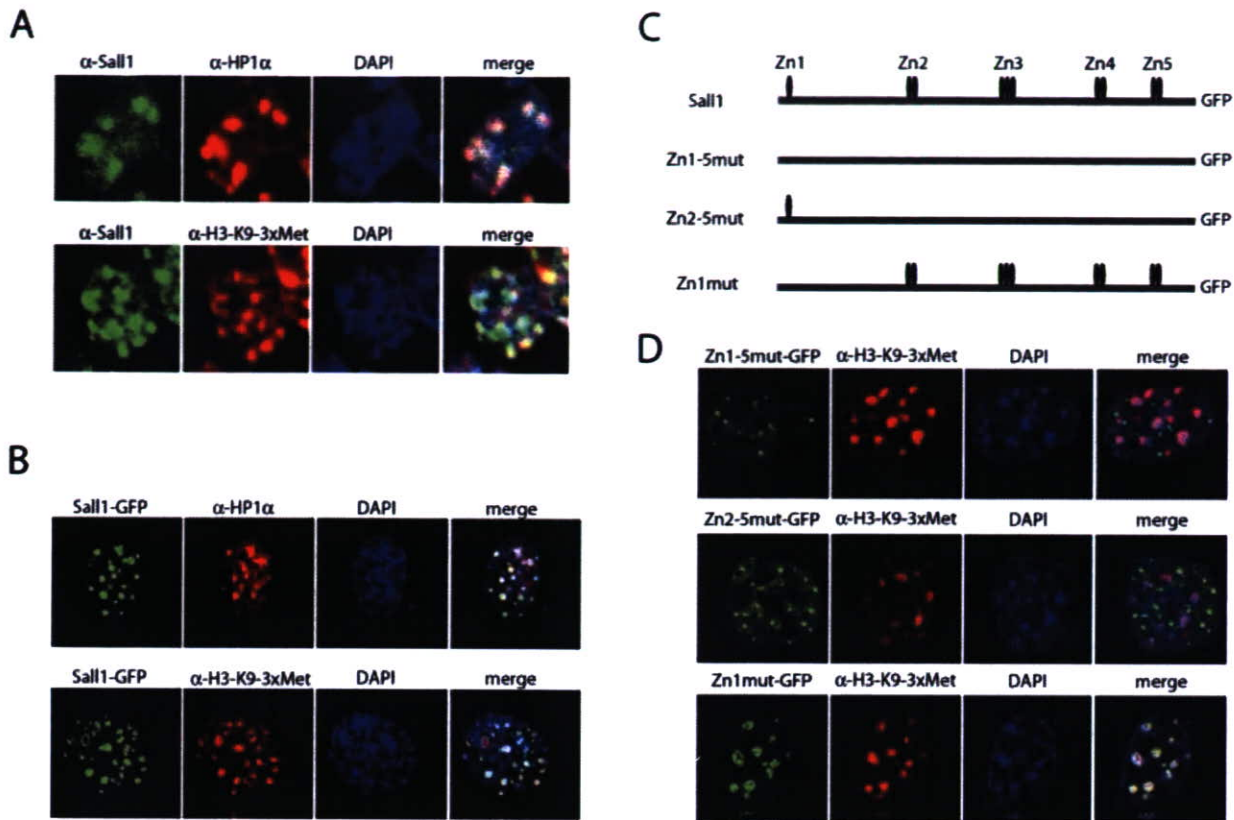 A
α-Sall1 α-HP1α DAPI merge
α-Sall1 α-H3-K9-3xMet DAPI merge
B
Sall1-GFP α-HP1α DAPI merge
Sall1-GFP α-H3-K9-3xMet DAPI merge
C
Zn1 Zn2 Zn3 Zn4 Zn5
Sall1 GFP
Zn1-5mut GFP
Zn2-5mut GFP
Zn1mut GFP
D
Zn1-5mut-GFP α-H3-K9-3xMet DAPI merge
Zn2-5mut-GFP α-H3-K9-3xMet DAPI merge
Zn1mut-GFP α-H3-K9-3xMet DAPI merge